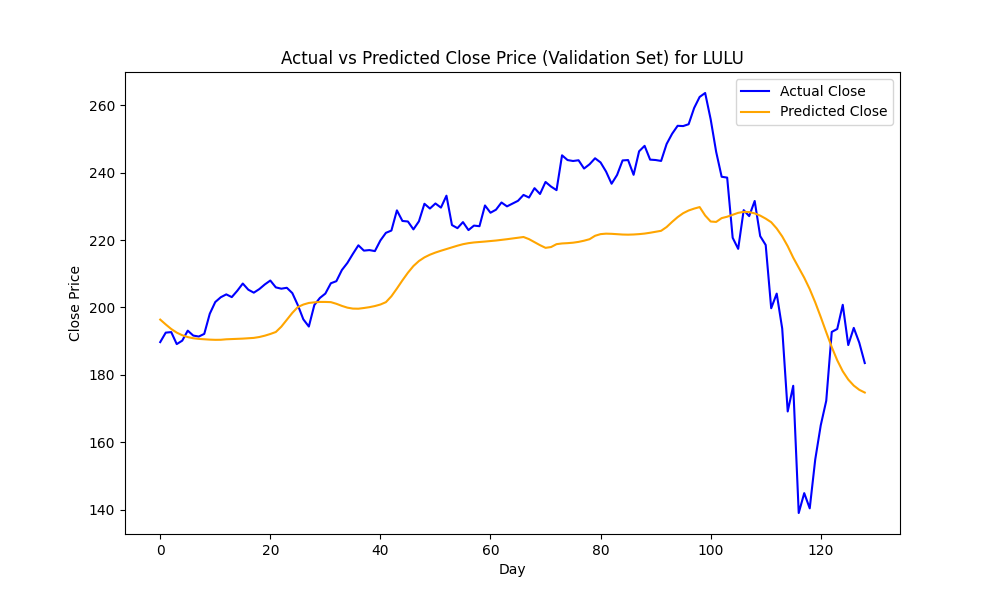 Actual vs Predicted Close Price (Validation Set) for LULU
Actual Close
Predicted Close
Close Price
260
240
220
200
180
160
140
0 20 40 60 80 100 120
Day